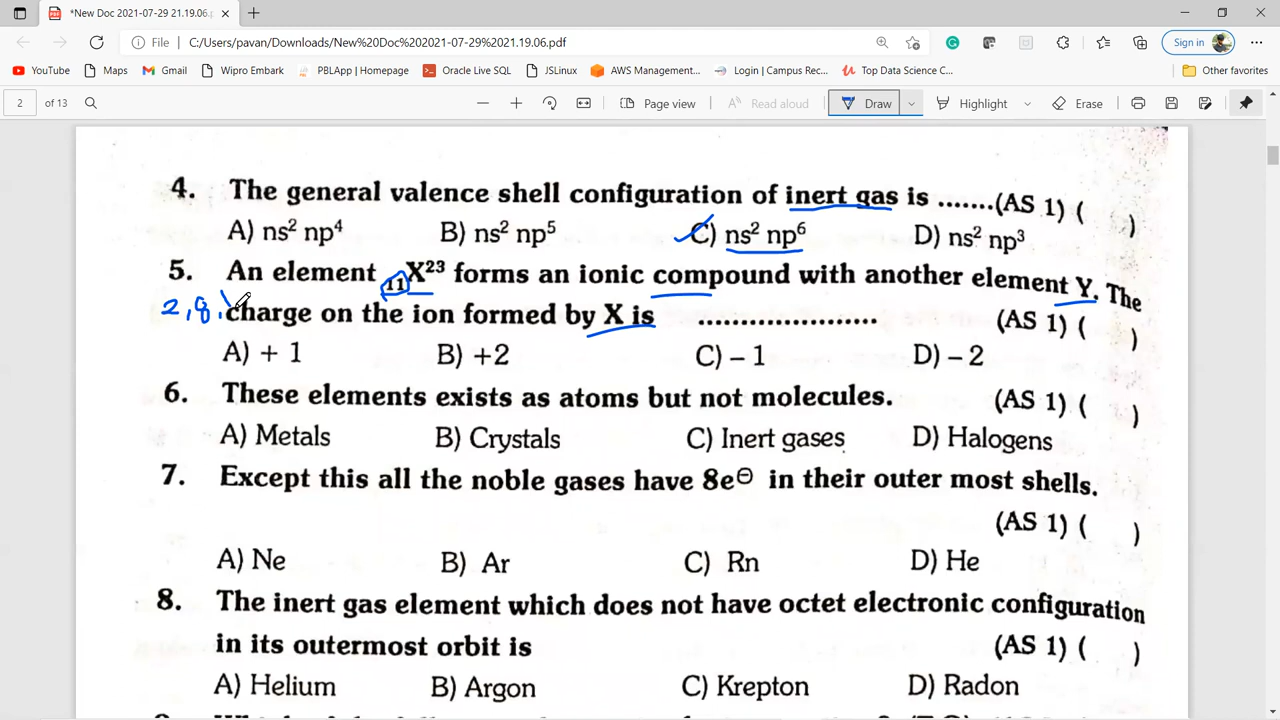 *New Doc 2021-07-29 21.19.06.p
File C:/Users/pavan/Downloads/New%20Doc%202021-07-29%2021.19.06.pdf Sign in
YouTube Maps Gmail Wipro Embark PBLApp | Homepage Oracle Live SQL JSLinux AWS Management... Login | Campus Rec... Top Data Science C... Other favorites
2 of 13 Page view Read aloud Draw Highlight Erase
4. The general valence shell configuration of inert gas is .......(AS 1) ( )
A) ns² np⁴ B) ns² np⁵ C) ns² np⁶ D) ns² np³
5. An element ₁₁X²³ forms an ionic compound with another element Y. The
2,8,1 charge on the ion formed by X is ...................... (AS 1) ( )
A) + 1 B) +2 C) – 1 D) – 2
6. These elements exists as atoms but not molecules. (AS 1) ( )
A) Metals B) Crystals C) Inert gases D) Halogens
7. Except this all the noble gases have 8e⊖ in their outer most shells.
(AS 1) ( )
A) Ne B) Ar C) Rn D) He
8. The inert gas element which does not have octet electronic configuration
in its outermost orbit is (AS 1) ( )
A) Helium B) Argon C) Krepton D) Radon